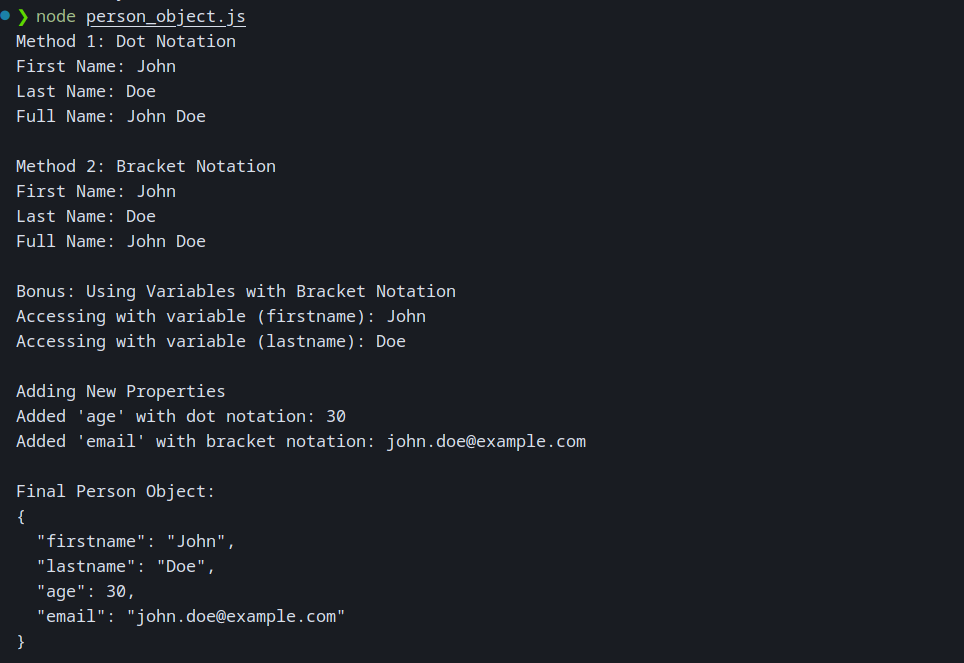 ❯ node person_object.js
Method 1: Dot Notation
First Name: John
Last Name: Doe
Full Name: John Doe

Method 2: Bracket Notation
First Name: John
Last Name: Doe
Full Name: John Doe

Bonus: Using Variables with Bracket Notation
Accessing with variable (firstname): John
Accessing with variable (lastname): Doe

Adding New Properties
Added 'age' with dot notation: 30
Added 'email' with bracket notation: john.doe@example.com

Final Person Object:
{
  "firstname": "John",
  "lastname": "Doe",
  "age": 30,
  "email": "john.doe@example.com"
}